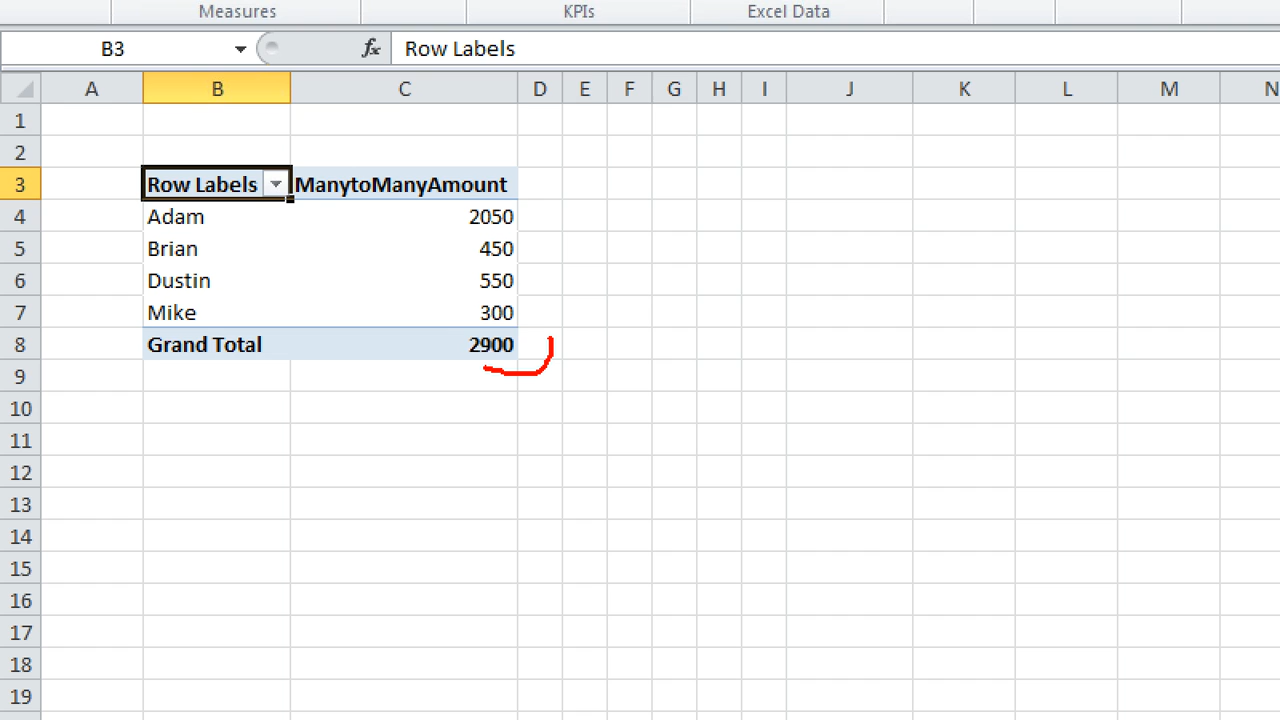 Measures KPIs Excel Data
B3 fx Row Labels
A B C D E F G H I J K L M N
1
2
3 Row Labels ManytoManyAmount
4 Adam 2050
5 Brian 450
6 Dustin 550
7 Mike 300
8 Grand Total 2900
9
10
11
12
13
14
15
16
17
18
19